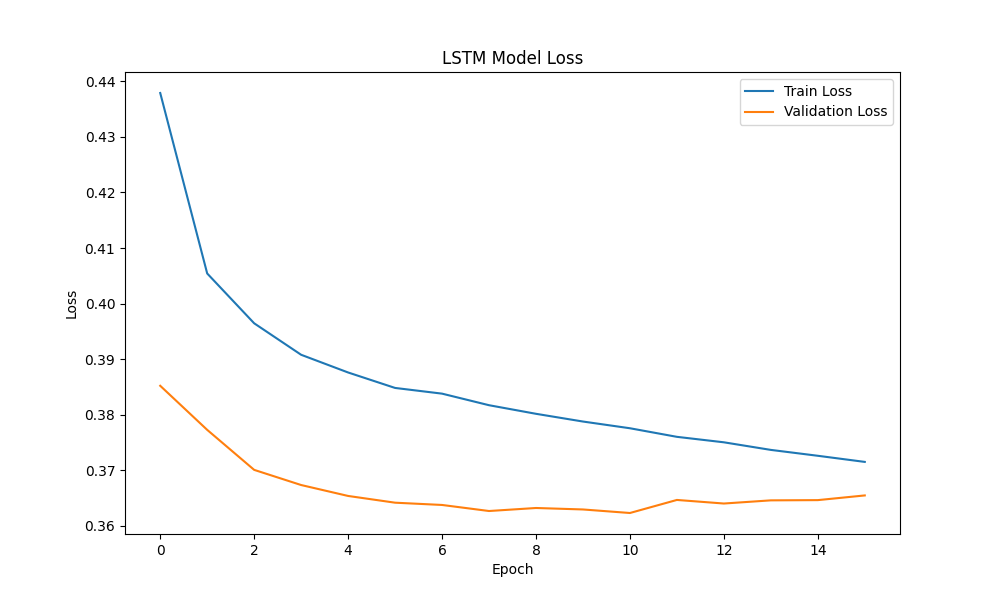 LSTM Model Loss
Train Loss
Validation Loss
0.44
0.43
0.42
0.41
0.40
0.39
0.38
0.37
0.36
Loss
0 2 4 6 8 10 12 14
Epoch